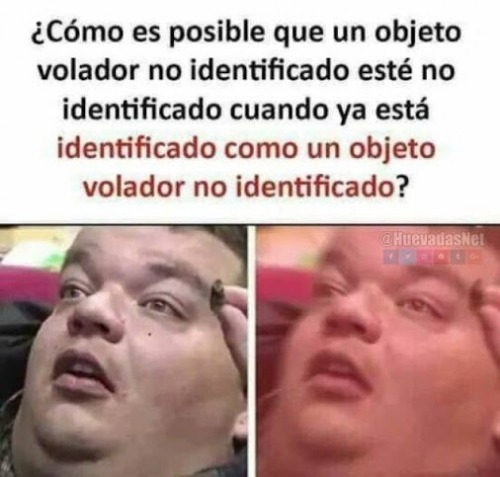 ¿Cómo es posible que un objeto
volador no identificado esté no
identificado cuando ya está
identificado como un objeto
volador no identificado?
@HuevadasNet